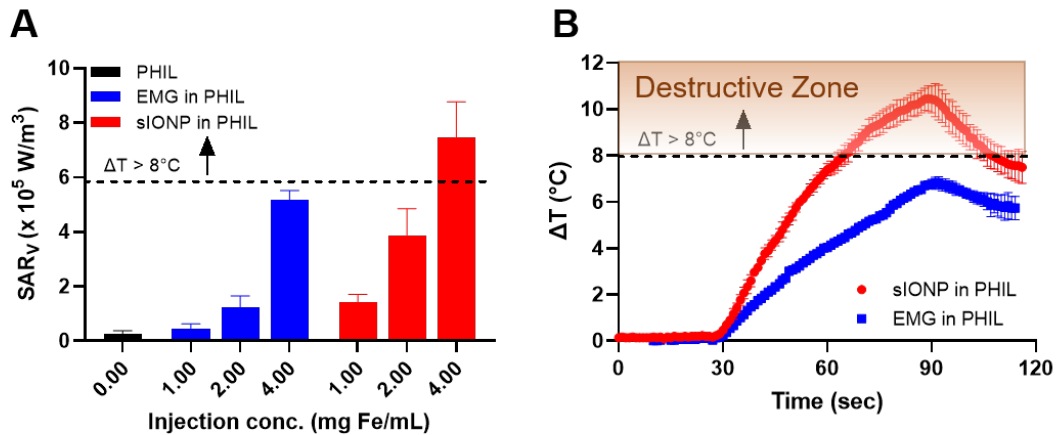 A
10
8
6
4
2
0
SARV (x 10^5 W/m^3)
PHIL
EMG in PHIL
sIONP in PHIL
ΔT > 8°C
0.00
1.00
2.00
4.00
1.00
2.00
4.00
Injection conc. (mg Fe/mL)
B
12
10
8
6
4
2
0
ΔT (°C)
Destructive Zone
ΔT > 8°C
sIONP in PHIL
EMG in PHIL
0
30
60
90
120
Time (sec)